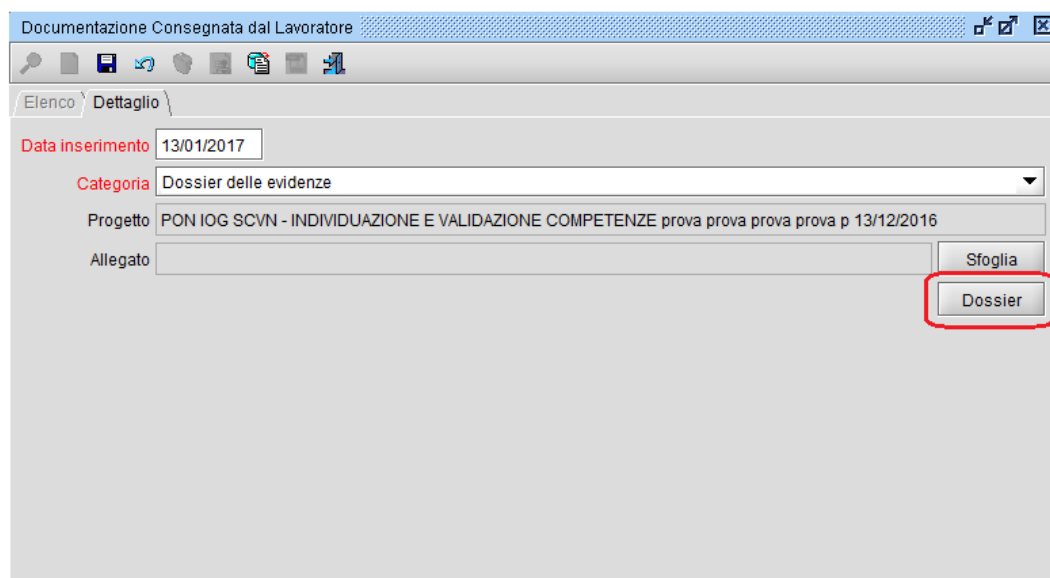 Documentazione Consegnata dal Lavoratore
Elenco Dettaglio
Data inserimento 13/01/2017
Categoria Dossier delle evidenze
Progetto PON IOG SCVN - INDIVIDUAZIONE E VALIDAZIONE COMPETENZE prova prova prova prova p 13/12/2016
Allegato Sfoglia
Dossier